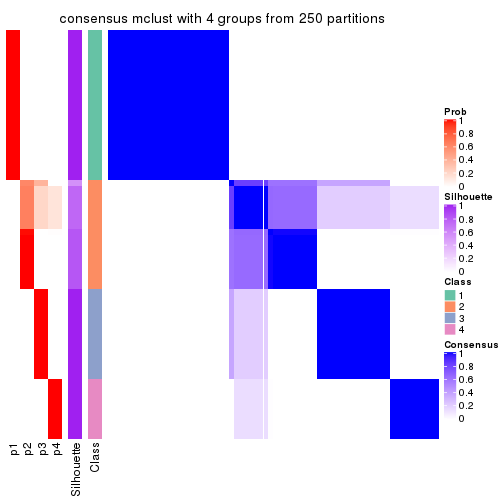 consensus mclust with 4 groups from 250 partitions
Prob
1
0.8
0.6
0.4
0.2
0
Silhouette
1
0.8
0.6
0.4
0.2
0
Class
1
2
3
4
Consensus
1
0.8
0.6
0.4
0.2
0
p1
p2
p3
p4
Silhouette
Class